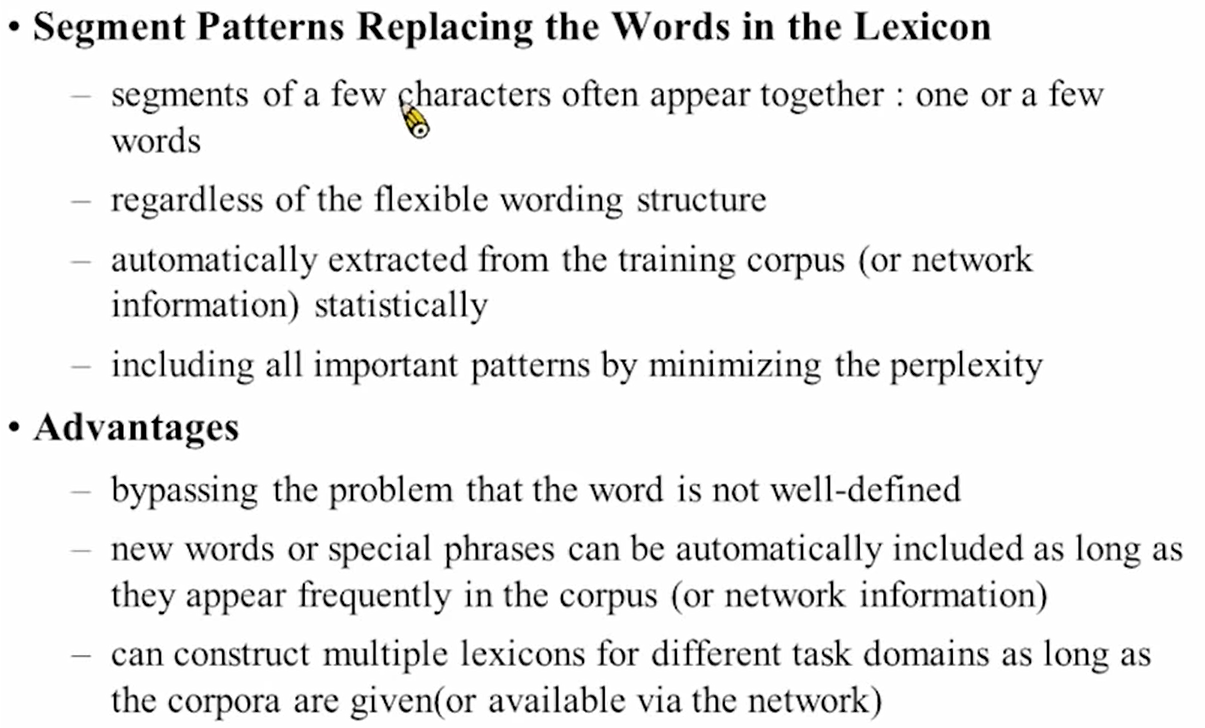 • Segment Patterns Replacing the Words in the Lexicon
– segments of a few characters often appear together : one or a few
words
– regardless of the flexible wording structure
– automatically extracted from the training corpus (or network
information) statistically
– including all important patterns by minimizing the perplexity
• Advantages
– bypassing the problem that the word is not well-defined
– new words or special phrases can be automatically included as long as
they appear frequently in the corpus (or network information)
– can construct multiple lexicons for different task domains as long as
the corpora are given(or available via the network)